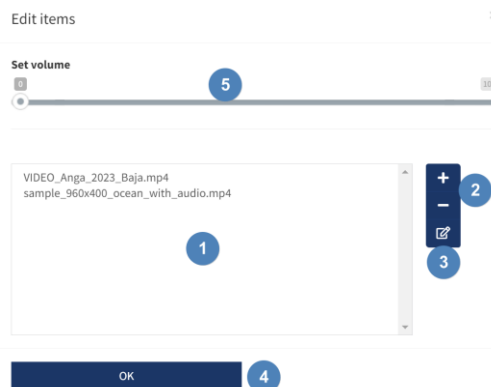 Edit items
Set volume
0
10
5
VIDEO_Anga_2023_Baja.mp4
sample_960x400_ocean_with_audio.mp4
1
+
2
−
3
OK
4